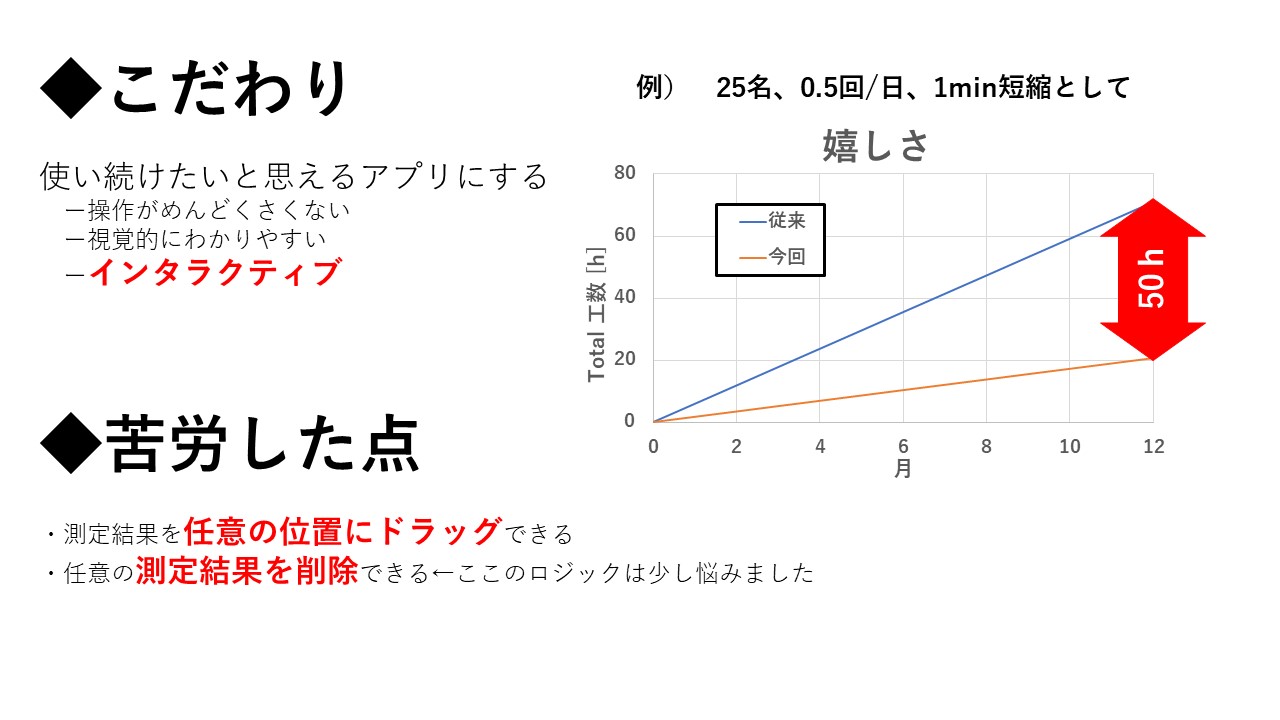 ◆こだわり
使い続けたいと思えるアプリにする
ー操作がめんどくさくない
ー視覚的にわかりやすい
ーインタラクティブ
例） 25名、0.5回/日、1min短縮として
嬉しさ
80
60
40
20
0
Total 工数 [h]
従来
今回
50 h
0 2 4 6 8 10 12
月
◆苦労した点
・測定結果を任意の位置にドラッグできる
・任意の測定結果を削除できる←ここのロジックは少し悩みました